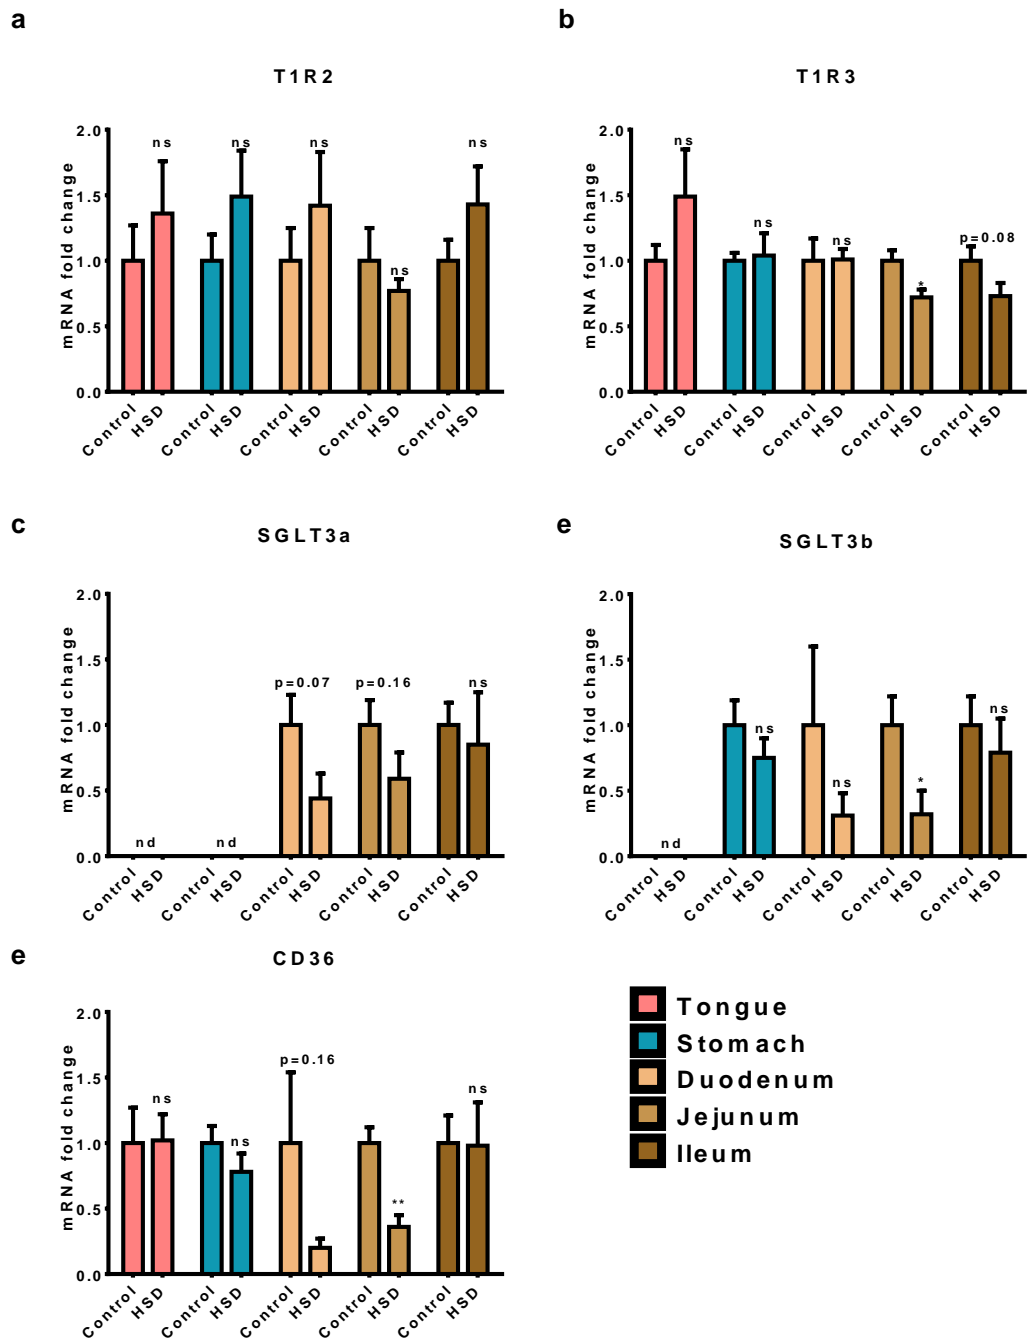 a
T1R2
mRNA fold change
2.0
1.5
1.0
0.5
0.0
ns
ns
ns
ns
ns
Control
HSD
Control
HSD
Control
HSD
Control
HSD
Control
HSD
b
T1R3
mRNA fold change
2.0
1.5
1.0
0.5
0.0
ns
ns
ns
*
p=0.08
Control
HSD
Control
HSD
Control
HSD
Control
HSD
Control
HSD
c
SGLT3a
mRNA fold change
2.0
1.5
1.0
0.5
0.0
nd
nd
p=0.07
p=0.16
ns
Control
HSD
Control
HSD
Control
HSD
Control
HSD
Control
HSD
e
SGLT3b
mRNA fold change
2.0
1.5
1.0
0.5
0.0
nd
ns
ns
*
ns
Control
HSD
Control
HSD
Control
HSD
Control
HSD
Control
HSD
e
CD36
mRNA fold change
2.0
1.5
1.0
0.5
0.0
ns
ns
p=0.16
**
ns
Control
HSD
Control
HSD
Control
HSD
Control
HSD
Control
HSD
Tongue
Stomach
Duodenum
Jejunum
Ileum